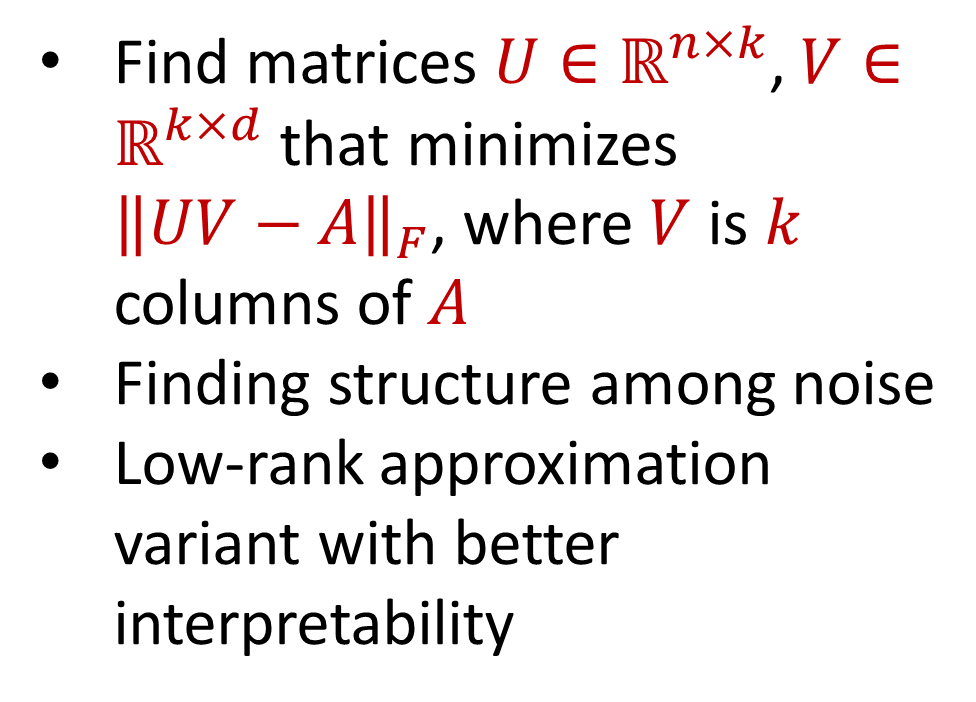 • Find matrices $U \in \mathbb{R}^{n \times k}$, $V \in$
$\mathbb{R}^{k \times d}$ that minimizes
$\|UV - A\|_F$, where $V$ is $k$
columns of $A$
• Finding structure among noise
• Low-rank approximation
variant with better
interpretability